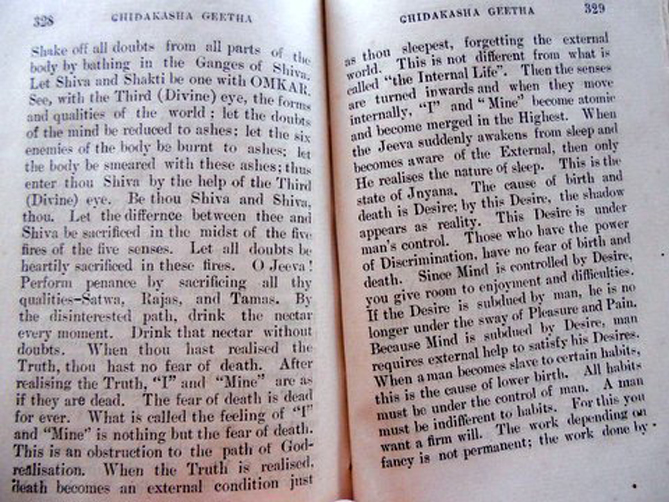 328 CHIDAKASHA GEETHA
Shake off all doubts from all parts of the
body by bathing in the Ganges of Shiva.
Let Shiva and Shakti be one with OMKAR.
See, with the Third (Divine) eye, the forms
and qualities of the world ; let the doubts
of the mind be reduced to ashes; let the six
enemies of the body be burnt to ashes; let
the body be smeared with these ashes; thus
enter thou Shiva by the help of the Third
(Divine) eye. Be thou Shiva and Shiva,
thou. Let the differnce between thee and
Shiva be sacrificed in the midst of the five
fires of the five senses. Let all doubts be
heartily sacrificed in these fires. O Jeeva !
Perform penance by sacrificing all thy
qualities–Satwa, Rajas, and Tamas. By
the disinterested path, drink the nectar
every moment. Drink that nectar without
doubts. When thou hast realised the
Truth, thou hast no fear of death. After
realising the Truth, "I" and "Mine" are as
if they are dead. The fear of death is dead
for ever. What is called the feeling of "I"
and "Mine" is nothing but the fear of death.
This is an obstruction to the path of God-
realisation. When the Truth is realised,
death becomes an external condition just
CHIDAKASHA GEETHA 329
as thou sleepest, forgetting the external
world. This is not different from what is
called "the Internal Life". Then the senses
are turned inwards and when they move
internally, "I" and "Mine" become atomic
and become merged in the Highest. When
the Jeeva suddenly awakens from sleep and
becomes aware of the External, then only
He realises the nature of sleep. This is the
state of Jnyana. The cause of birth and
death is Desire; by this Desire, the shadow
appears as reality. This Desire is under
man's control. Those who have the power
of Discrimination, have no fear of birth and
death. Since Mind is controlled by Desire,
you give room to enjoyment and difficulties.
If the Desire is subdued by man, he is no
longer under the sway of Pleasure and Pain.
Because Mind is subdued by Desire, man
requires external help to satisfy his Desires.
When a man becomes slave to certain habits,
this is the cause of lower birth. All habits
must be under the control of man. A man
must be indifferent to habits. For this you
want a firm will. The work depending on
fancy is not permanent; the work done by